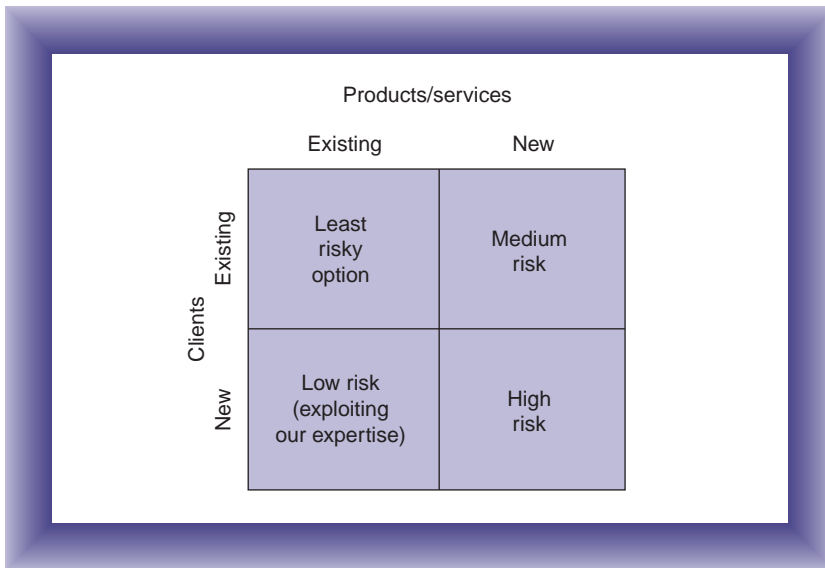 Products/services
Existing New
Existing
Least
risky
option
Medium
risk
Clients
New
Low risk
(exploiting
our expertise)
High
risk